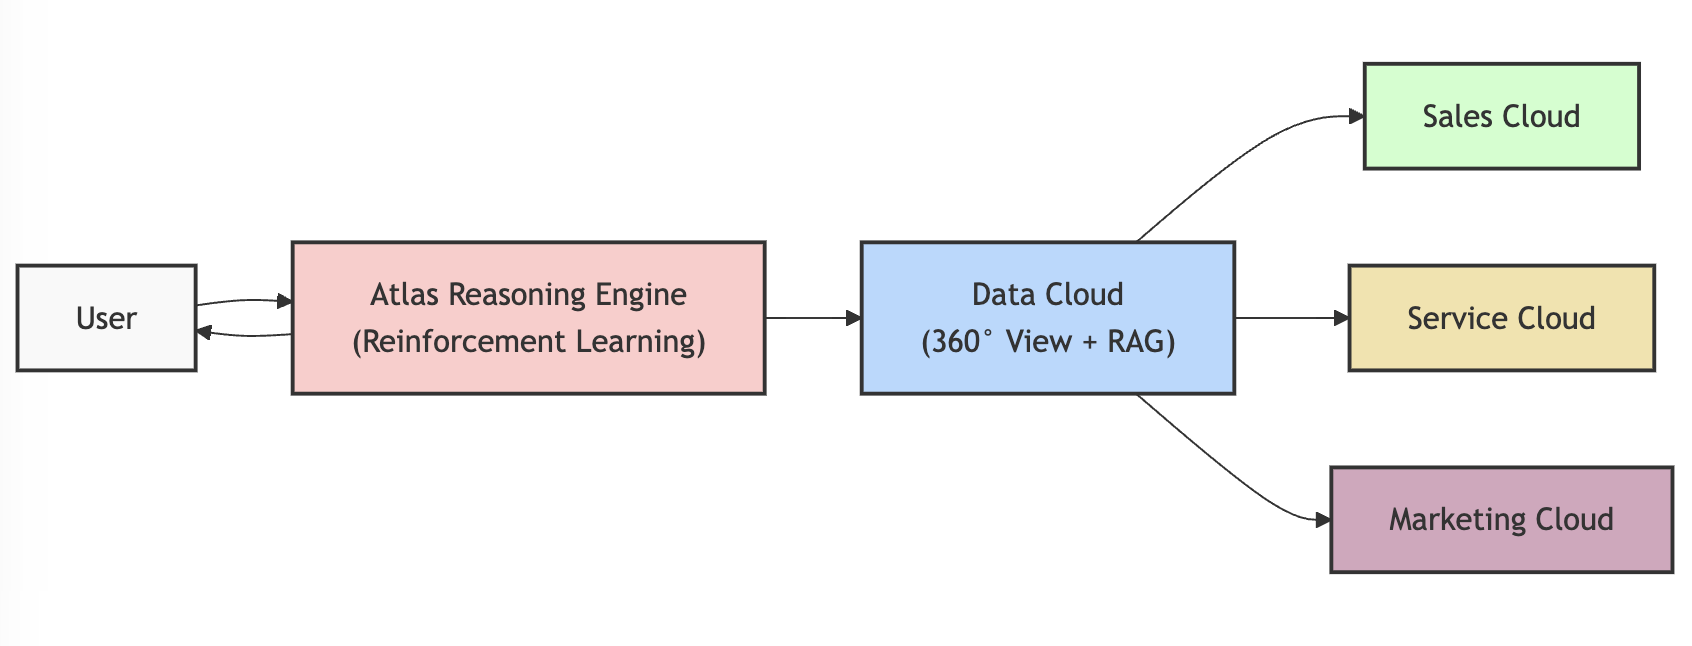 User
Atlas Reasoning Engine
(Reinforcement Learning)
Data Cloud
(360° View + RAG)
Sales Cloud
Service Cloud
Marketing Cloud